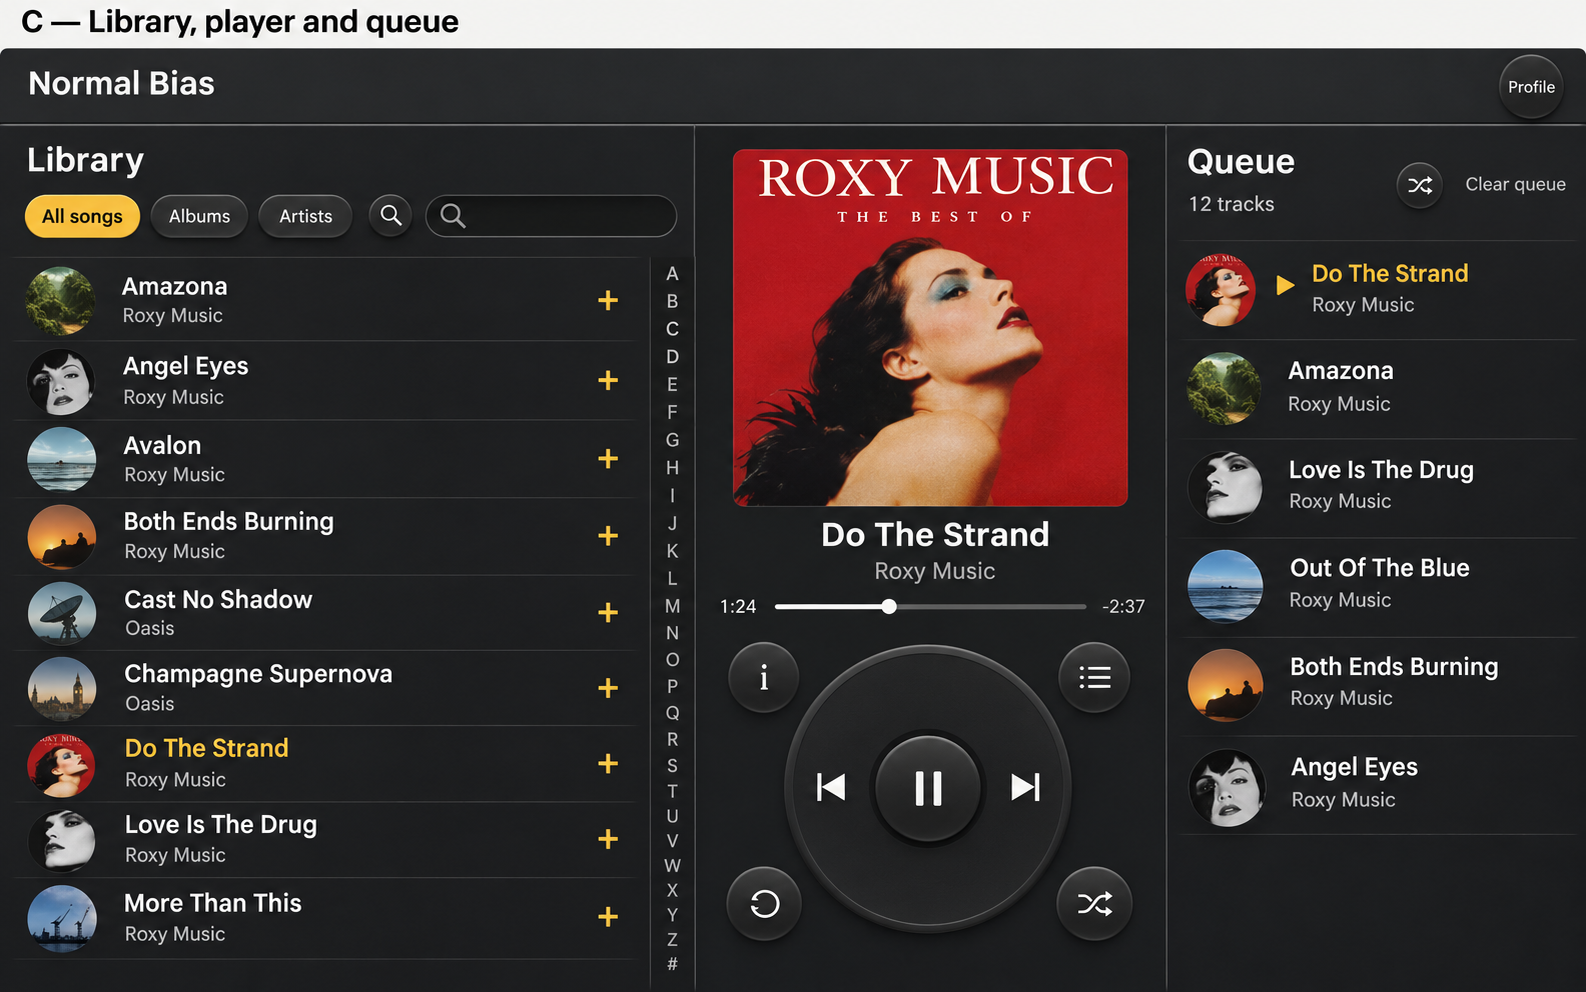 C — Library, player and queue
Normal Bias
Profile
Library
All songs
Albums
Artists
Amazona
Roxy Music
Angel Eyes
Roxy Music
Avalon
Roxy Music
Both Ends Burning
Roxy Music
Cast No Shadow
Oasis
Champagne Supernova
Oasis
Do The Strand
Roxy Music
Love Is The Drug
Roxy Music
More Than This
Roxy Music
A
B
C
D
E
F
G
H
I
J
K
L
M
N
O
P
Q
R
S
T
U
V
W
X
Y
Z
#
ROXY MUSIC
THE BEST OF
Do The Strand
Roxy Music
1:24
-2:37
i
Queue
12 tracks
Clear queue
Do The Strand
Roxy Music
Amazona
Roxy Music
Love Is The Drug
Roxy Music
Out Of The Blue
Roxy Music
Both Ends Burning
Roxy Music
Angel Eyes
Roxy Music